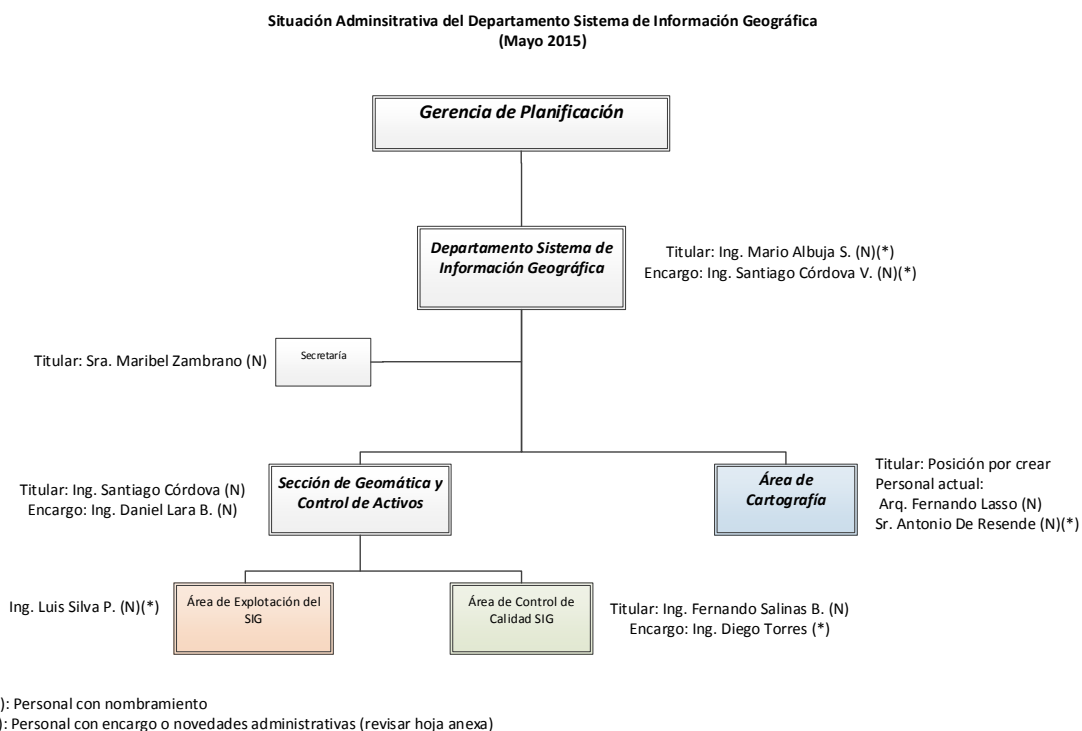 Situación Adminsitrativa del Departamento Sistema de Información Geográfica
(Mayo 2015)
Gerencia de Planificación
Departamento Sistema de
Información Geográfica
Titular: Ing. Mario Albuja S. (N)(*)
Encargo: Ing. Santiago Córdova V. (N)(*)
Titular: Sra. Maribel Zambrano (N)
Secretaría
Titular: Ing. Santiago Córdova (N)
Encargo: Ing. Daniel Lara B. (N)
Sección de Geomática y
Control de Activos
Área de
Cartografía
Titular: Posición por crear
Personal actual:
Arq. Fernando Lasso (N)
Sr. Antonio De Resende (N)(*)
Ing. Luis Silva P. (N)(*)
Área de Explotación del
SIG
Área de Control de
Calidad SIG
Titular: Ing. Fernando Salinas B. (N)
Encargo: Ing. Diego Torres (*)
): Personal con nombramiento
): Personal con encargo o novedades administrativas (revisar hoja anexa)